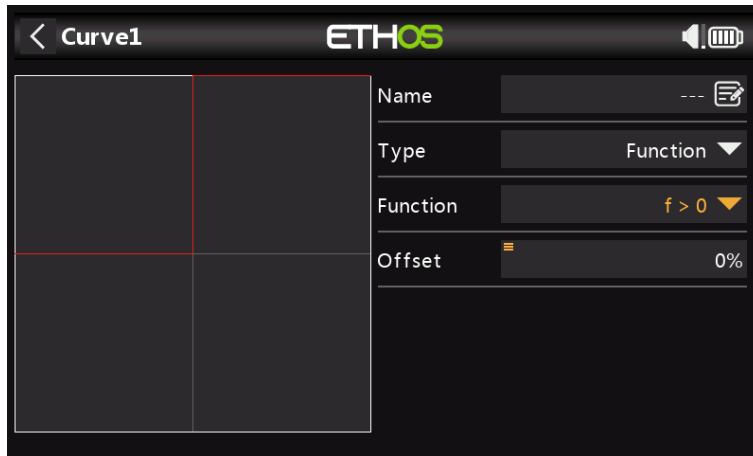 Curve1
ETHOS
Name
---
Type
Function
Function
f > 0
Offset
0%